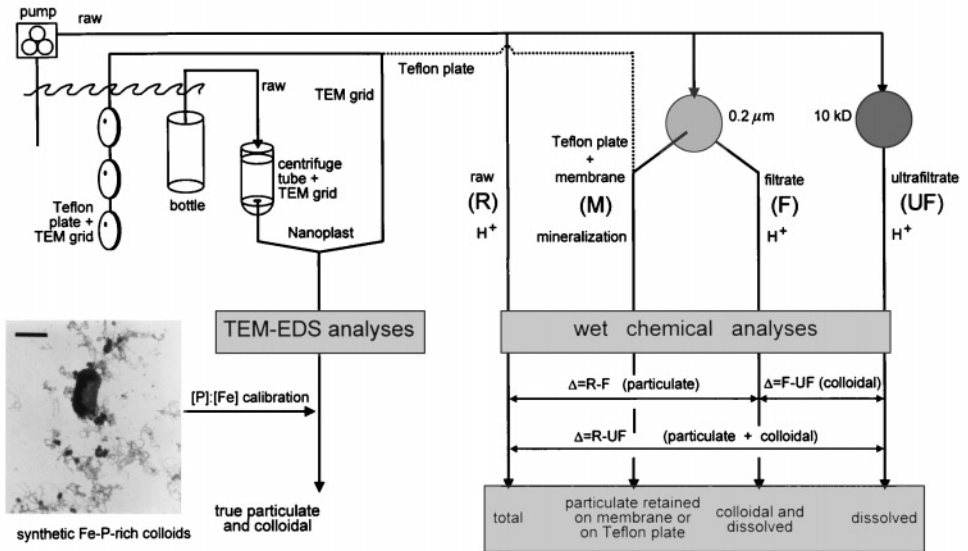 pump
raw
Teflon plate
TEM grid
raw
0.2 μm
10 kD
centrifuge
tube +
TEM grid
bottle
Teflon
plate +
TEM grid
Nanoplast
Teflon plate
+
membrane
raw
(R)
H+
(M)
mineralization
filtrate
(F)
H+
ultrafiltrate
(UF)
H+
TEM-EDS analyses
wet chemical analyses
[P]:[Fe] calibration
Δ=R-F (particulate)
Δ=F-UF (colloidal)
Δ=R-UF (particulate + colloidal)
true particulate
and colloidal
synthetic Fe-P-rich colloids
total
particulate retained
on membrane or
on Teflon plate
colloidal and
dissolved
dissolved